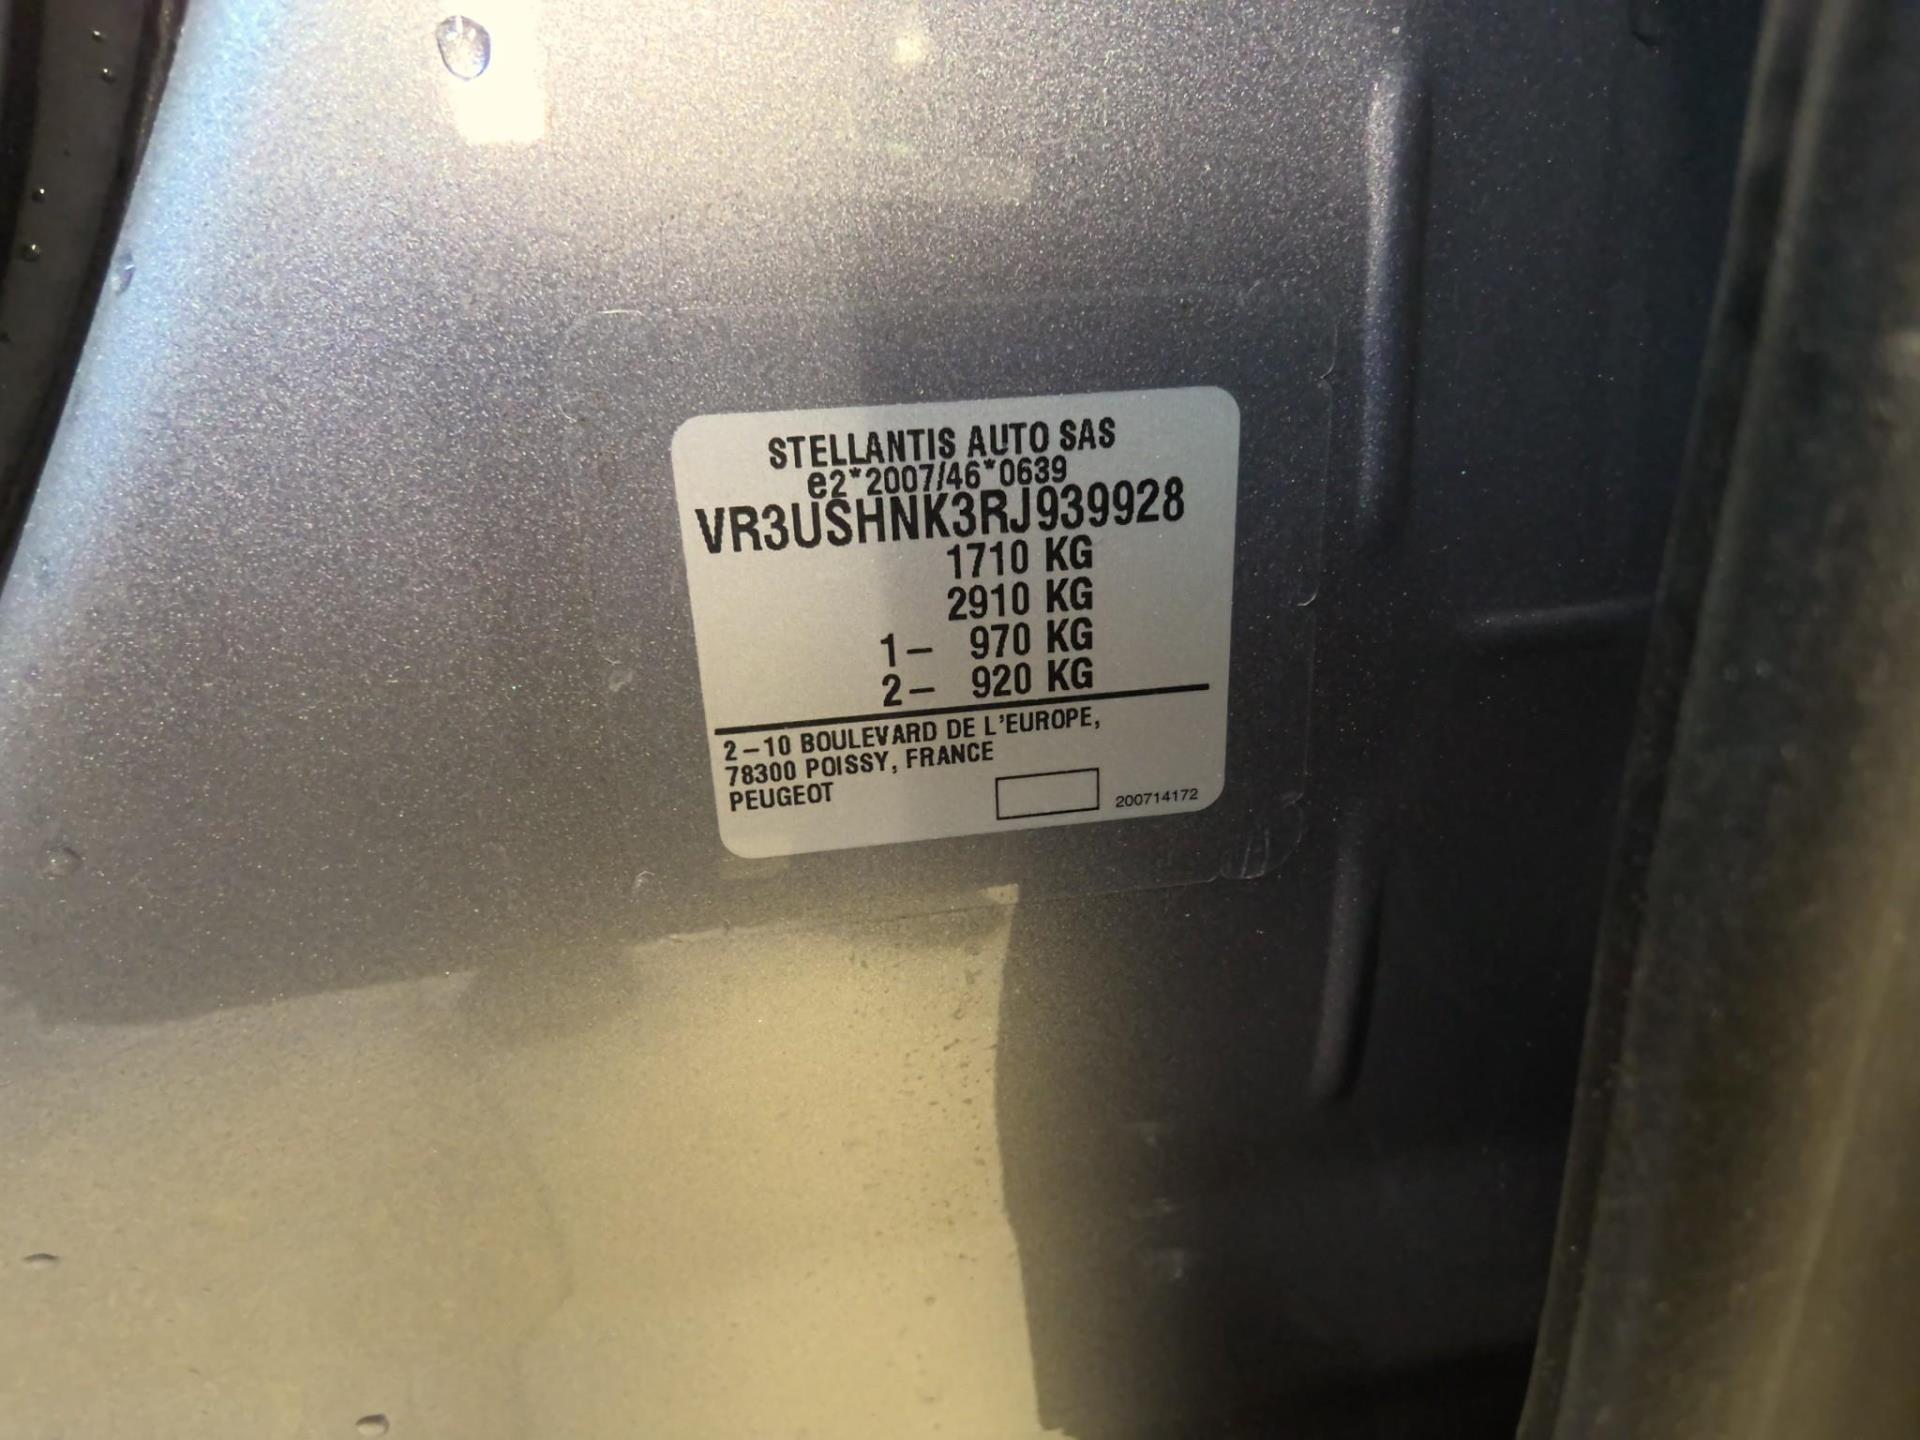 STELLANTIS AUTO SAS
e2*2007/46*0639
VR3USHNK3RJ939928
1710 KG
2910 KG
1- 970 KG
2- 920 KG
2-10 BOULEVARD DE L'EUROPE,
78300 POISSY, FRANCE
PEUGEOT
200714172